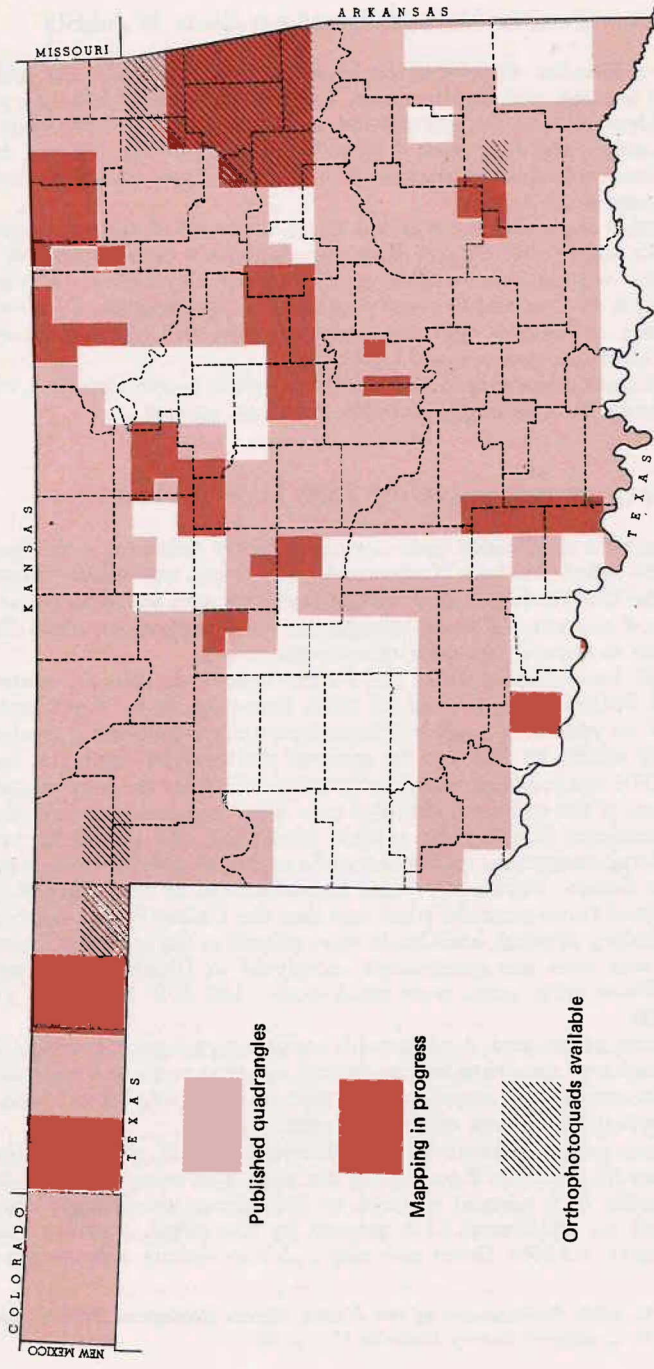 COLORADO
KANSAS
MISSOURI
NEW MEXICO
TEXAS
ARKANSAS
TEXAS
Published quadrangles
Mapping in progress
Orthophotoquads available